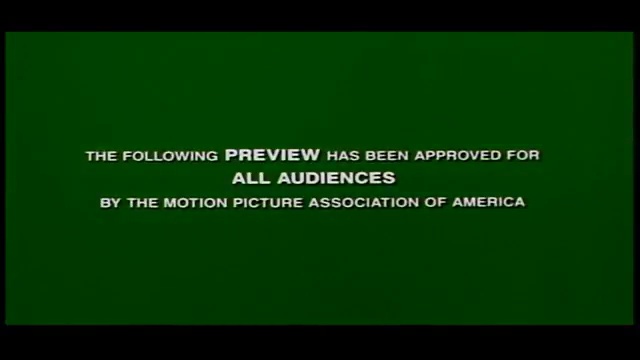 THE FOLLOWING PREVIEW HAS BEEN APPROVED FOR
ALL AUDIENCES
BY THE MOTION PICTURE ASSOCIATION OF AMERICA